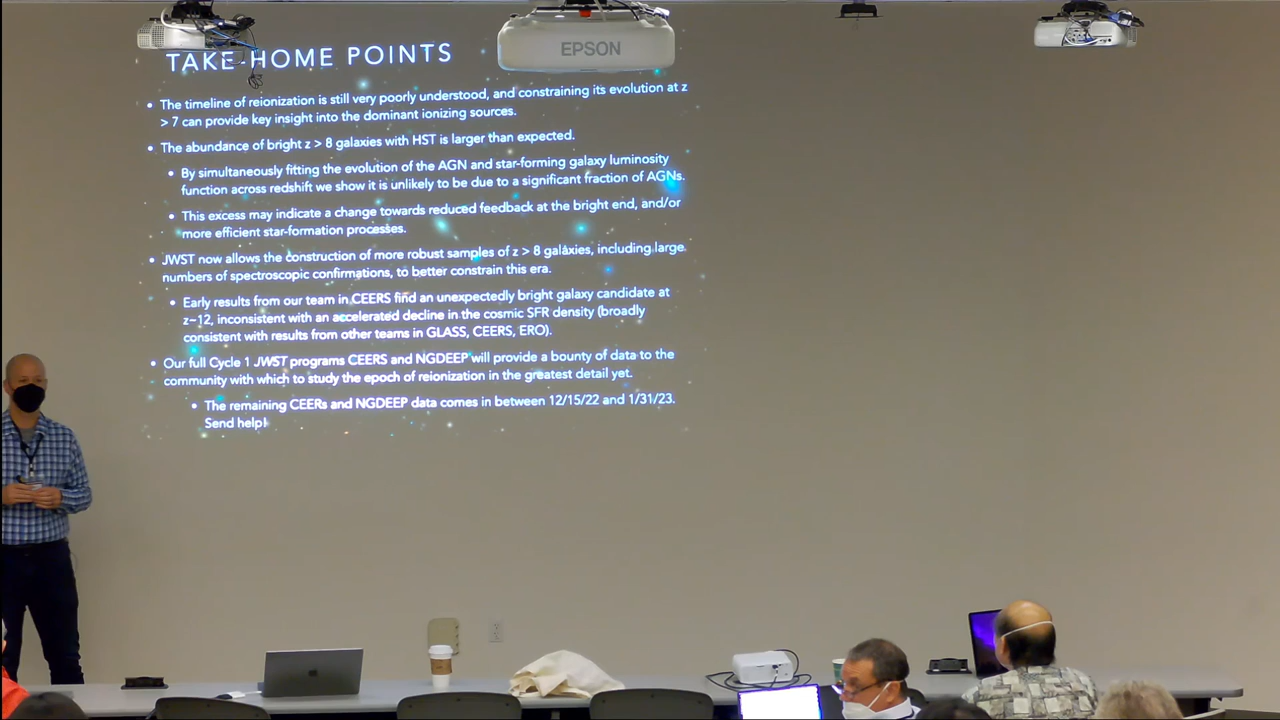 EPSON
TAKE-HOME POINTS
• The timeline of reionization is still very poorly understood, and constraining its evolution at z
> 7 can provide key insight into the dominant ionizing sources.
• The abundance of bright z > 8 galaxies with HST is larger than expected.
• By simultaneously fitting the evolution of the AGN and star-forming galaxy luminosity
function across redshift we show it is unlikely to be due to a significant fraction of AGNs.
• This excess may indicate a change towards reduced feedback at the bright end, and/or
more efficient star-formation processes.
• JWST now allows the construction of more robust samples of z > 8 galaxies, including large
numbers of spectroscopic confirmations, to better constrain this era.
• Early results from our team in CEERS find an unexpectedly bright galaxy candidate at
z~12, inconsistent with an accelerated decline in the cosmic SFR density (broadly
consistent with results from other teams in GLASS, CEERS, ERO).
• Our full Cycle 1 JWST programs CEERS and NGDEEP will provide a bounty of data to the
community with which to study the epoch of reionization in the greatest detail yet.
• The remaining CEERs and NGDEEP data comes in between 12/15/22 and 1/31/23.
Send help!